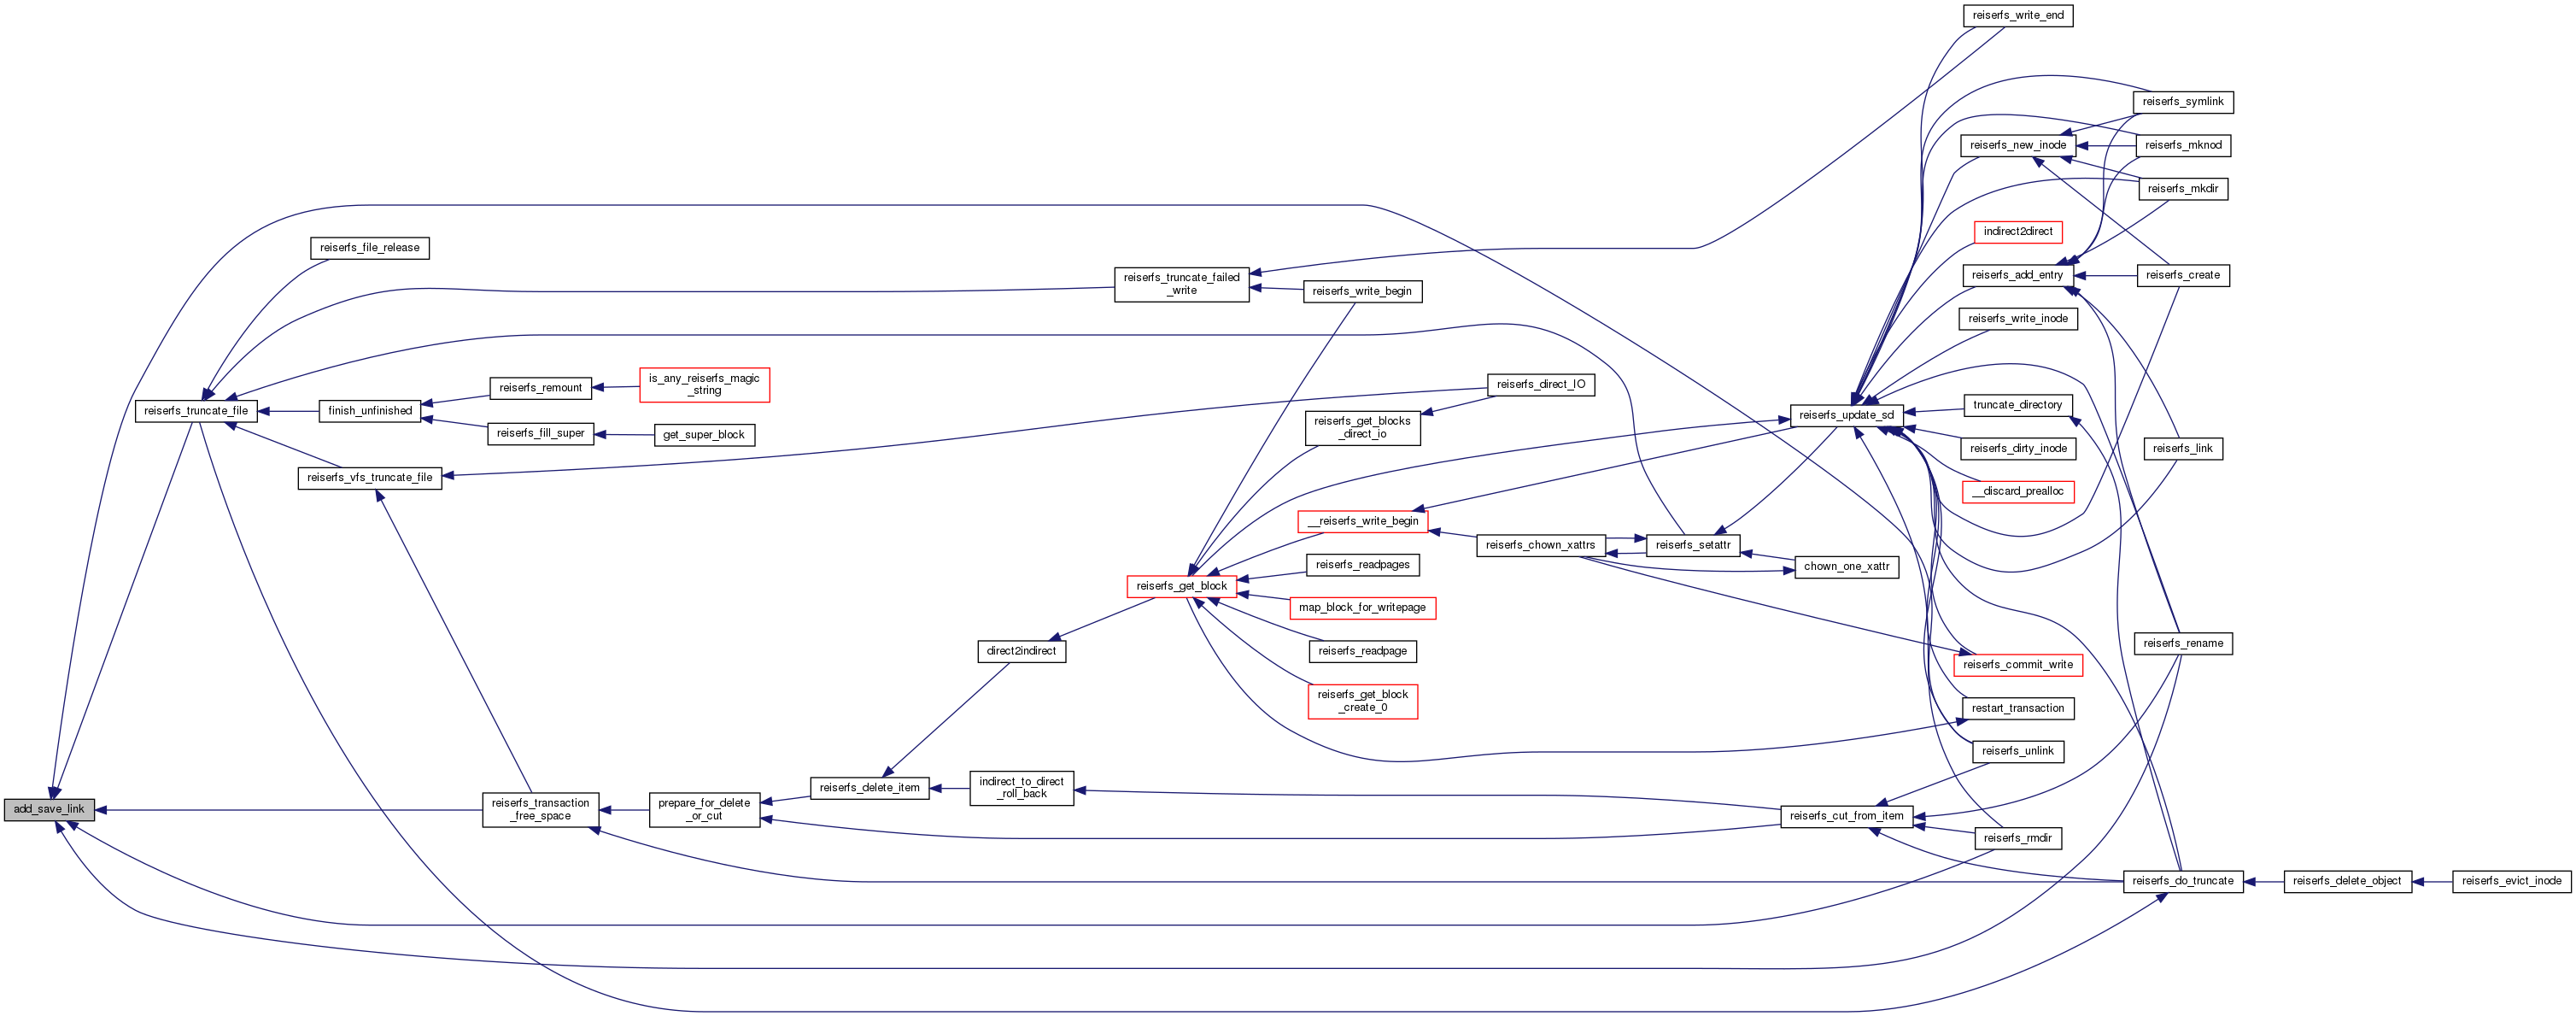 reiserfs_write_end
reiserfs_symlink
reiserfs_new_inode
reiserfs_mknod
reiserfs_mkdir
indirect2direct
reiserfs_file_release
reiserfs_truncate_failed
_write
reiserfs_write_begin
reiserfs_add_entry
reiserfs_create
reiserfs_write_inode
is_any_reiserfs_magic
_string
reiserfs_remount
reiserfs_direct_IO
reiserfs_truncate_file
finish_unfinished
reiserfs_fill_super
get_super_block
reiserfs_get_blocks
_direct_io
reiserfs_update_sd
truncate_directory
reiserfs_dirty_inode
reiserfs_link
reiserfs_vfs_truncate_file
__discard_prealloc
__reiserfs_write_begin
reiserfs_chown_xattrs
reiserfs_setattr
chown_one_xattr
reiserfs_readpages
reiserfs_get_block
map_block_for_writepage
direct2indirect
reiserfs_readpage
reiserfs_get_block
_create_0
reiserfs_rename
reiserfs_commit_write
restart_transaction
reiserfs_unlink
add_save_link
reiserfs_transaction
_free_space
prepare_for_delete
_or_cut
reiserfs_delete_item
indirect_to_direct
_roll_back
reiserfs_cut_from_item
reiserfs_rmdir
reiserfs_do_truncate
reiserfs_delete_object
reiserfs_evict_inode